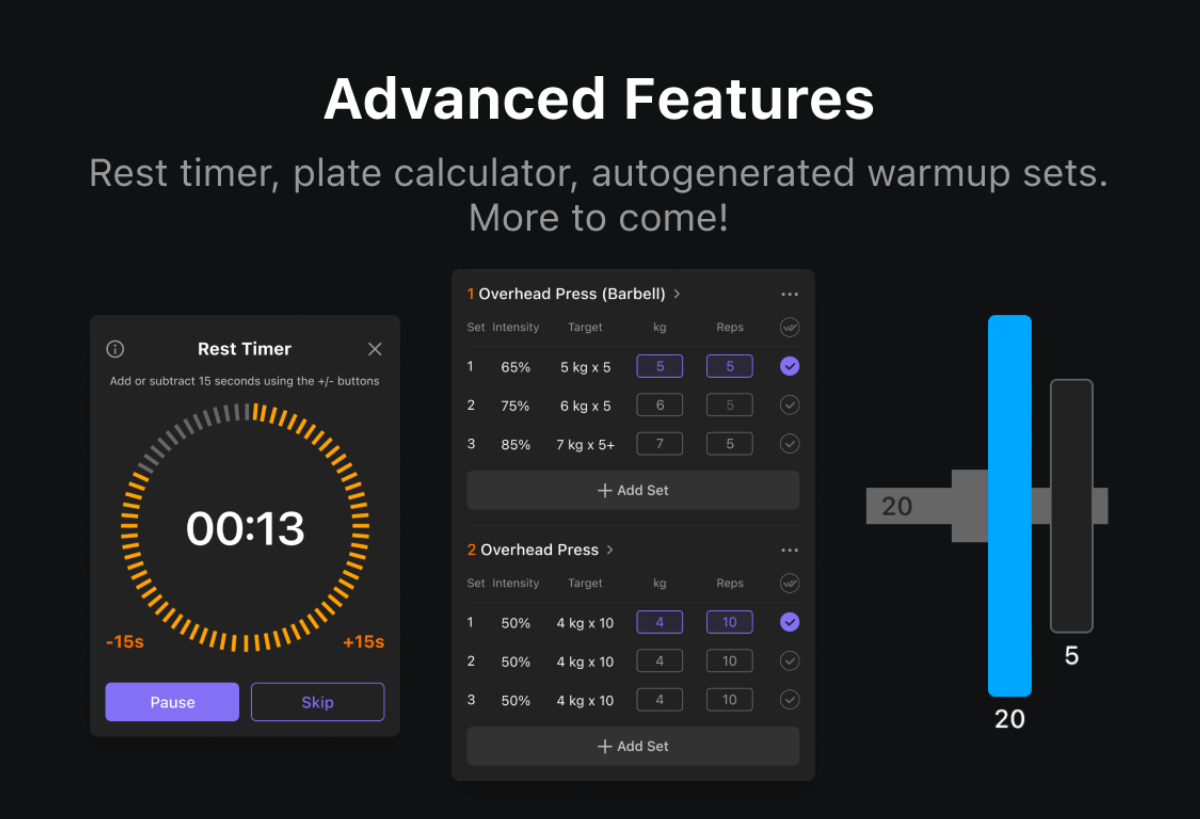 Advanced Features
Rest timer, plate calculator, autogenerated warmup sets.
More to come!
Rest Timer
Add or subtract 15 seconds using the +/- buttons
00:13
-15s +15s
Pause Skip
1 Overhead Press (Barbell)
Set Intensity Target kg Reps
1 65% 5 kg x 5 5 5
2 75% 6 kg x 5 6 5
3 85% 7 kg x 5+ 7 5
+ Add Set
2 Overhead Press
Set Intensity Target kg Reps
1 50% 4 kg x 10 4 10
2 50% 4 kg x 10 4 10
3 50% 4 kg x 10 4 10
+ Add Set
20
5
20